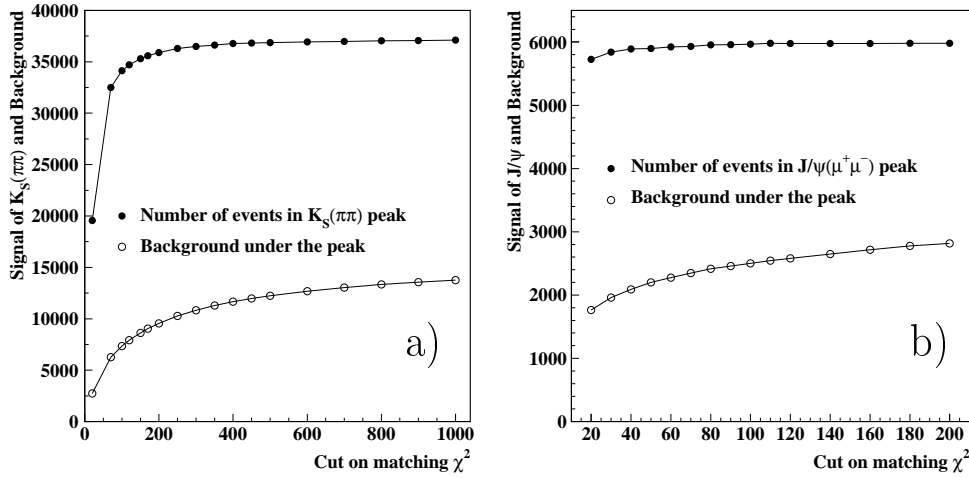 Signal of K_S(ππ) and Background
40000
35000
30000
25000
20000
15000
10000
5000
0
Number of events in K_S(ππ) peak
Background under the peak
a)
0 200 400 600 800 1000
Cut on matching χ²
Signal of J/ψ and Background
6000
5000
4000
3000
2000
1000
0
Number of events in J/ψ(μ⁺μ⁻) peak
Background under the peak
b)
20 40 60 80 100 120 140 160 180 200
Cut on matching χ²